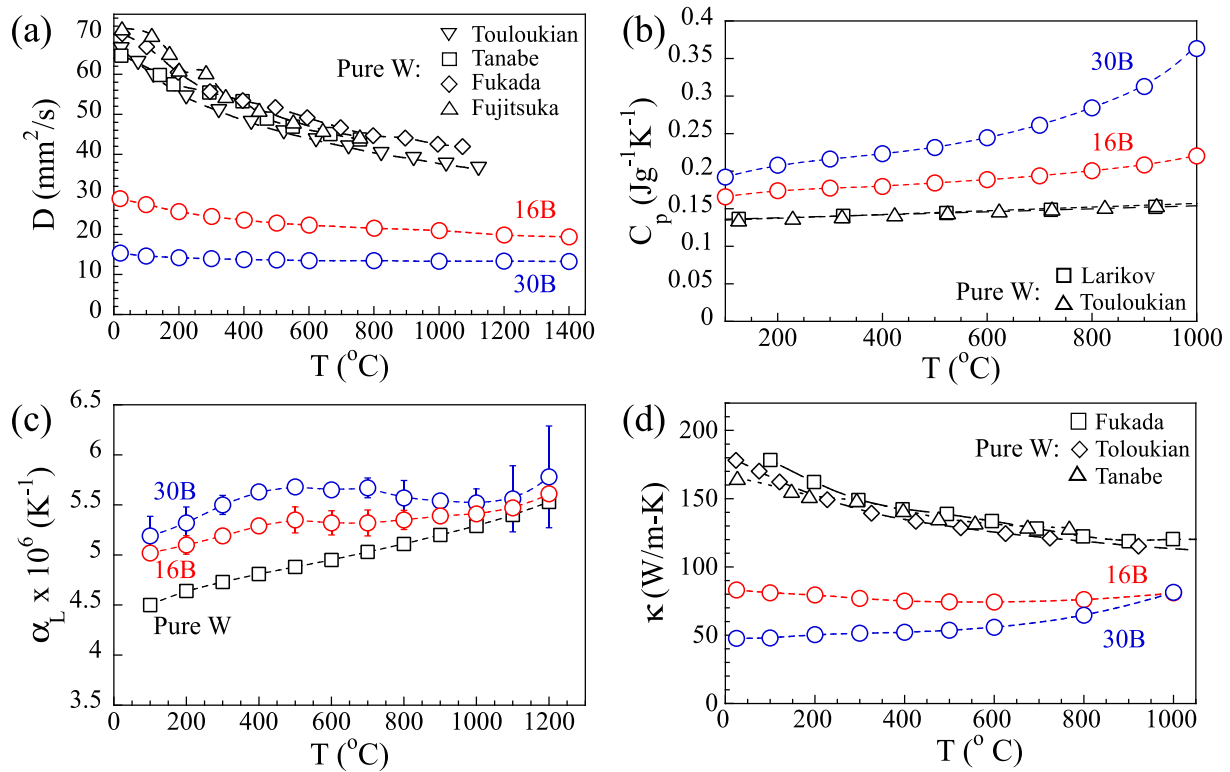 (a)
70
60
50
40
30
20
10
0
D (mm²/s)
Pure W:
Touloukian
Tanabe
Fukada
Fujitsuka
16B
30B
0 200 400 600 800 1000 1200 1400
T (°C)
(b)
0.4
0.35
0.3
0.25
0.2
0.15
0.1
0.05
0
Cp (Jg⁻¹K⁻¹)
30B
16B
Pure W:
Larikov
Touloukian
200 400 600 800 1000
T (°C)
(c)
6.5
6
5.5
5
4.5
4
3.5
αL x 10⁶ (K⁻¹)
30B
16B
Pure W
0 200 400 600 800 1000 1200
T (°C)
(d)
200
150
100
50
0
κ (W/m-K)
Pure W:
Fukada
Toloukian
Tanabe
16B
30B
0 200 400 600 800 1000
T (° C)